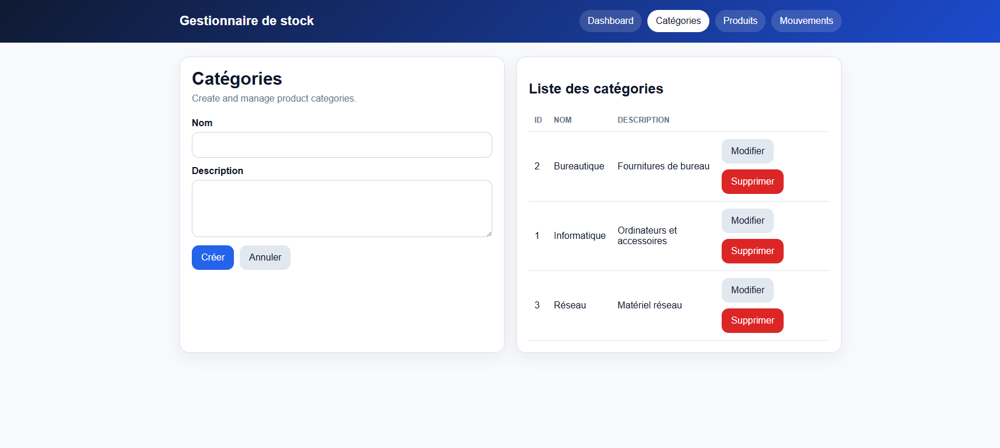 Gestionnaire de stock
Dashboard
Catégories
Produits
Mouvements
Catégories
Create and manage product categories.
Nom
Description
Créer
Annuler
Liste des catégories
ID NOM DESCRIPTION
2 Bureautique Fournitures de bureau
Modifier
Supprimer
1 Informatique Ordinateurs et
accessoires
Modifier
Supprimer
3 Réseau Matériel réseau
Modifier
Supprimer